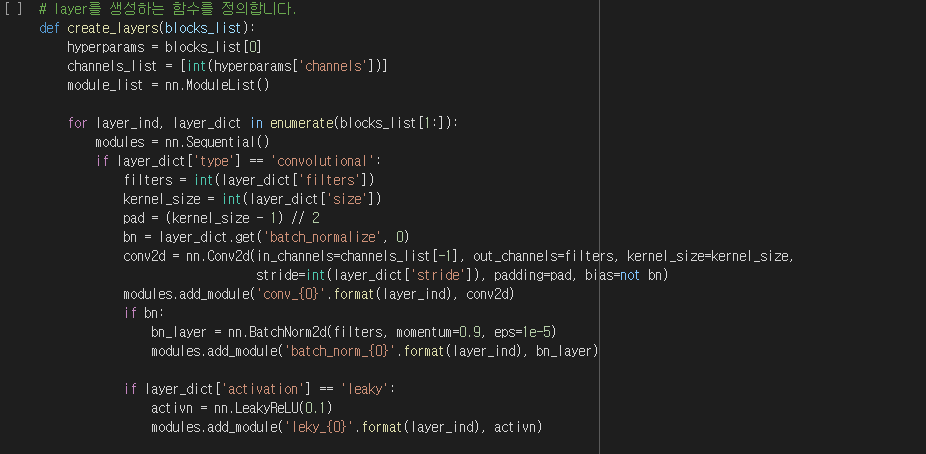 [ ] # layer를 생성하는 함수를 정의합니다.
def create_layers(blocks_list):
    hyperparams = blocks_list[0]
    channels_list = [int(hyperparams['channels'])]
    module_list = nn.ModuleList()

    for layer_ind, layer_dict in enumerate(blocks_list[1:]):
        modules = nn.Sequential()
        if layer_dict['type'] == 'convolutional':
            filters = int(layer_dict['filters'])
            kernel_size = int(layer_dict['size'])
            pad = (kernel_size - 1) // 2
            bn = layer_dict.get('batch_normalize', 0)
            conv2d = nn.Conv2d(in_channels=channels_list[-1], out_channels=filters, kernel_size=kernel_size,
                               stride=int(layer_dict['stride']), padding=pad, bias=not bn)
            modules.add_module('conv_{0}'.format(layer_ind), conv2d)
            if bn:
                bn_layer = nn.BatchNorm2d(filters, momentum=0.9, eps=1e-5)
                modules.add_module('batch_norm_{0}'.format(layer_ind), bn_layer)

            if layer_dict['activation'] == 'leaky':
                activn = nn.LeakyReLU(0.1)
                modules.add_module('leky_{0}'.format(layer_ind), activn)